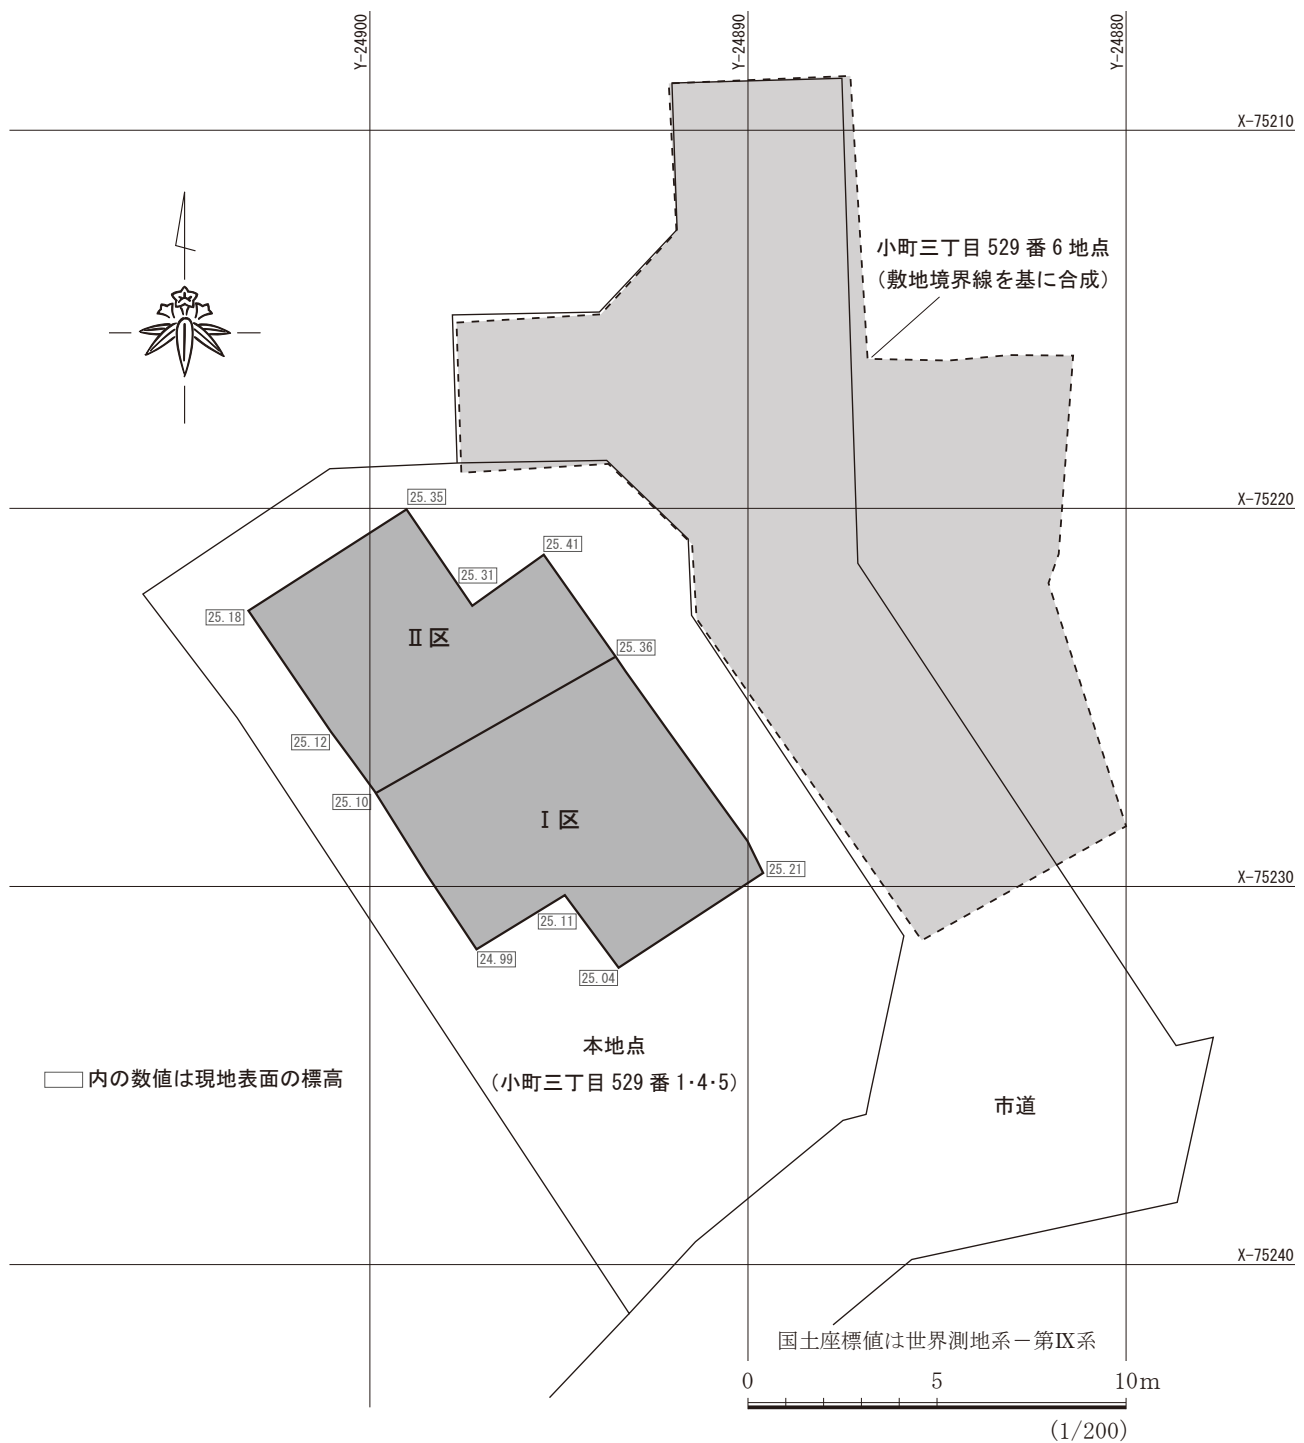 Y-24900
Y-24890
Y-24880
X-75210
小町三丁目 529 番 6 地点
(敷地境界線を基に合成)
X-75220
25.35
25.41
25.31
25.18
Ⅱ区
25.36
25.12
25.10
Ⅰ区
25.21
X-75230
25.11
24.99
25.04
本地点
(小町三丁目 529 番 1・4・5)
内の数値は現地表面の標高
市道
X-75240
国土座標値は世界測地系－第Ⅸ系
0 5 10m
(1/200)